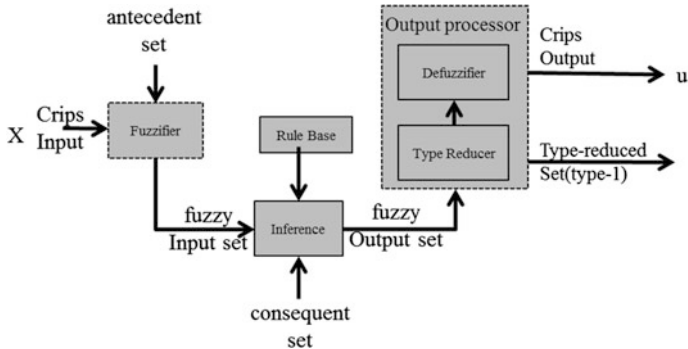 antecedent
set
X
Crips
Input
Fuzzifier
Rule Base
fuzzy
Input set
Inference
fuzzy
Output set
consequent
set
Output processor
Defuzzifier
Type Reducer
Crips
Output
u
Type-reduced
Set(type-1)